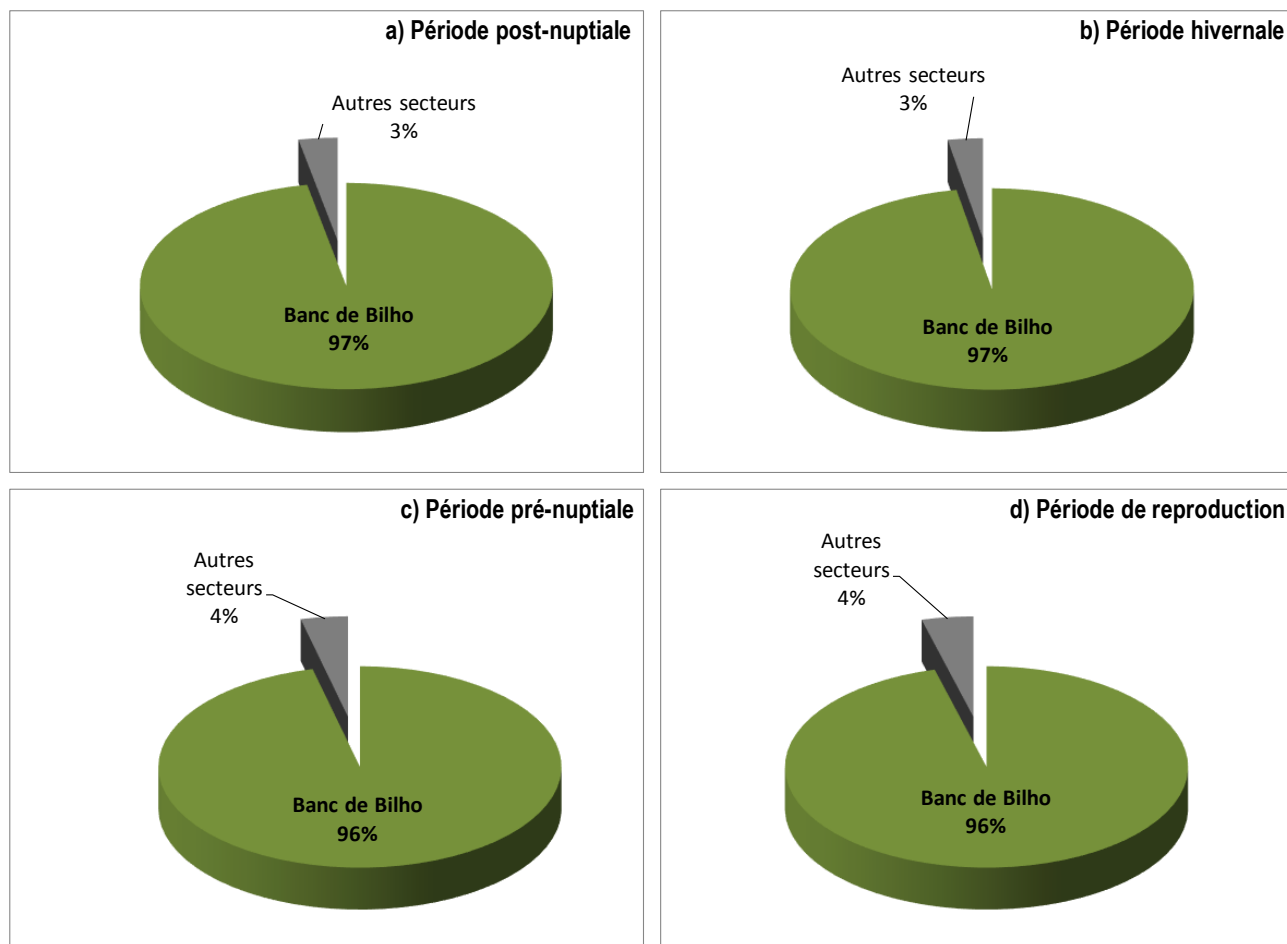 a) Période post-nuptiale
Autres secteurs
3%
Banc de Bilho
97%
b) Période hivernale
Autres secteurs
3%
Banc de Bilho
97%
c) Période pré-nuptiale
Autres
secteurs
4%
Banc de Bilho
96%
d) Période de reproduction
Autres
secteurs
4%
Banc de Bilho
96%